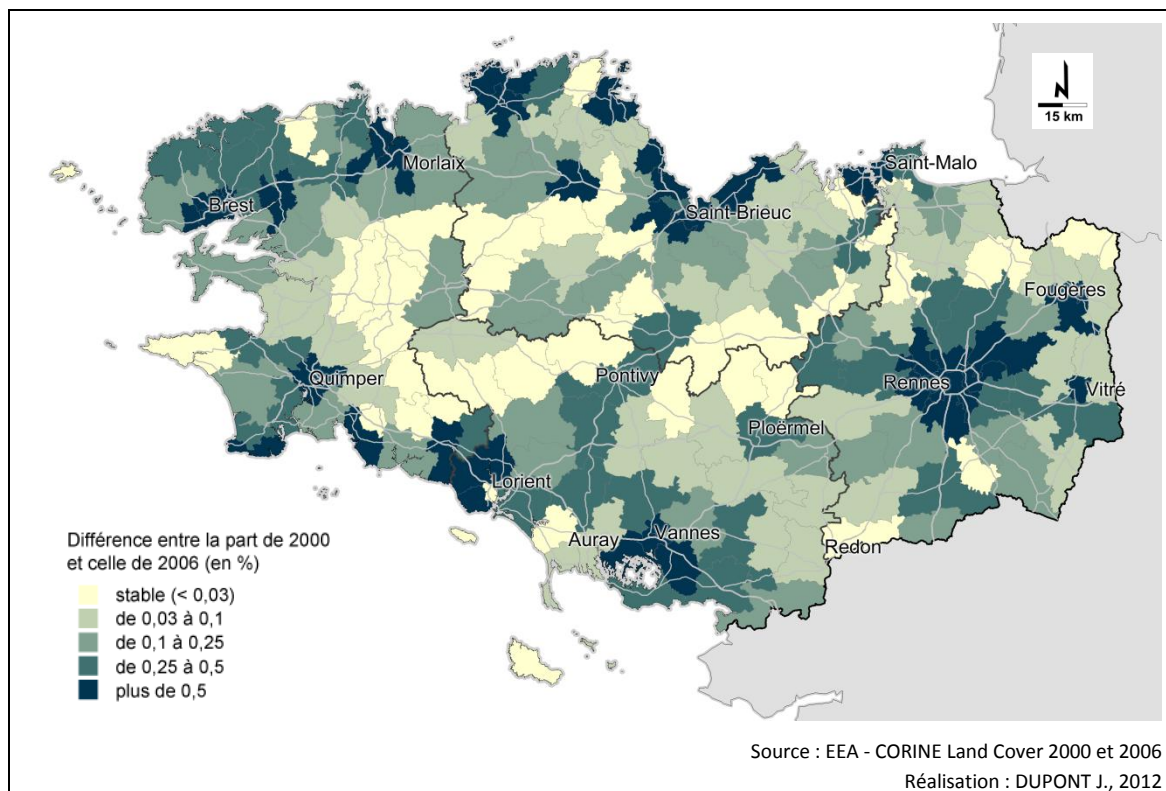 N
15 km
Saint-Malo
Morlaix
Brest
Saint-Brieuc
Fougères
Quimper
Pontivy
Rennes
Vitré
Ploërmel
Lorient
Auray
Vannes
Redon
Différence entre la part de 2000
et celle de 2006 (en %)
stable (< 0,03)
de 0,03 à 0,1
de 0,1 à 0,25
de 0,25 à 0,5
plus de 0,5
Source : EEA - CORINE Land Cover 2000 et 2006
Réalisation : DUPONT J., 2012